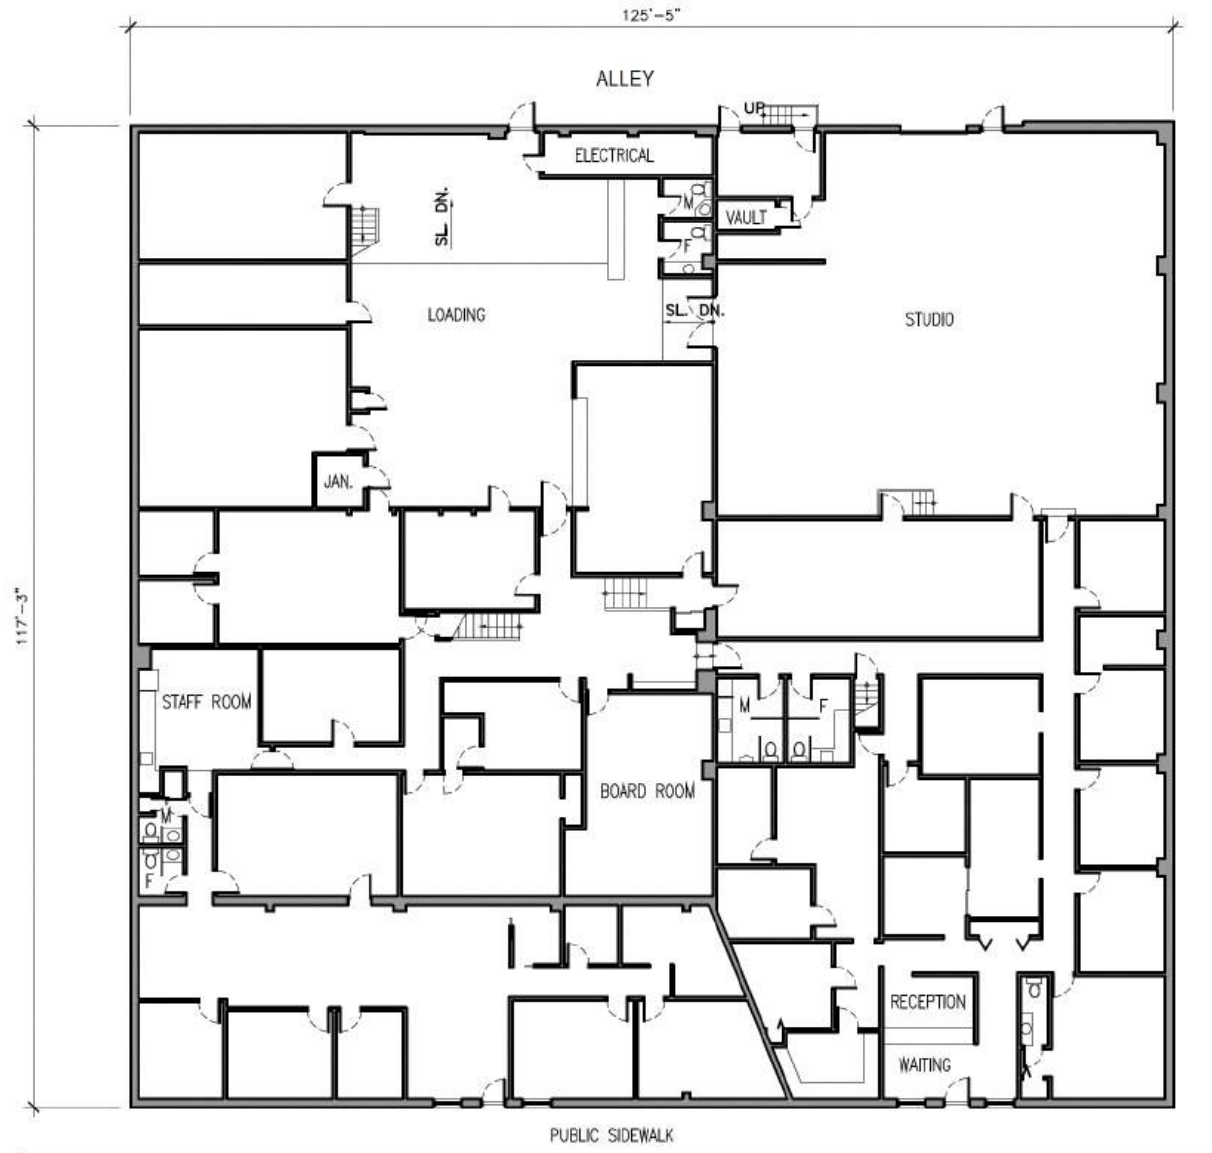 125'-5"
ALLEY
UP
ELECTRICAL
SL. DN.
M
VAULT
F
LOADING
SL. DN.
STUDIO
JAN.
117'-3"
STAFF ROOM
M
F
BOARD ROOM
M
F
RECEPTION
WAITING
PUBLIC SIDEWALK